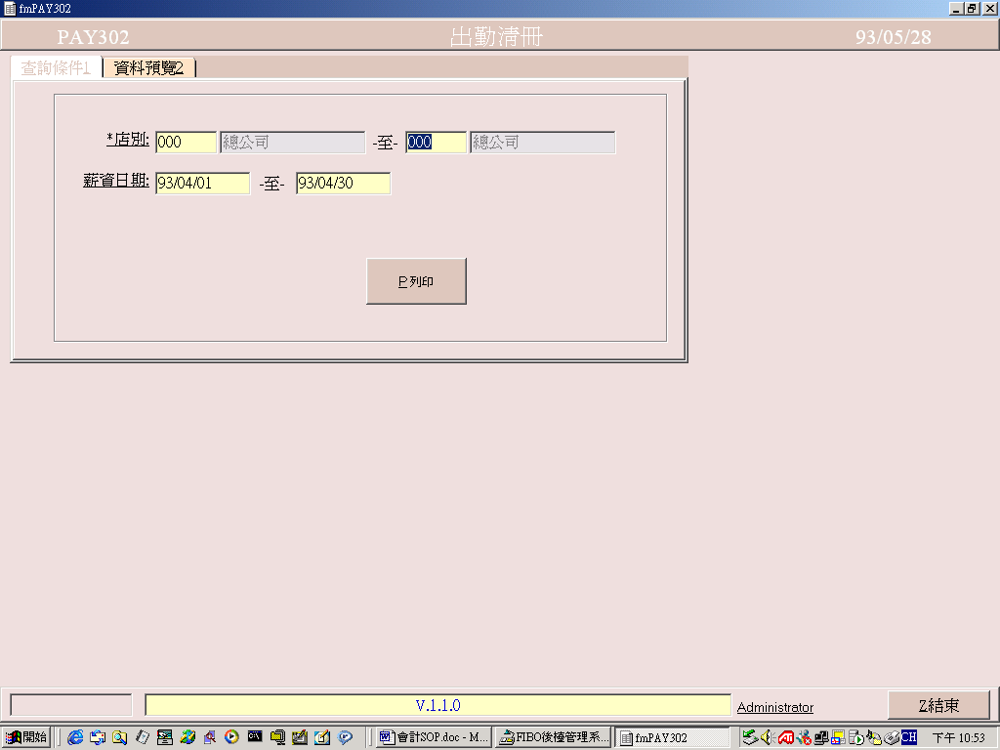 fmPAY302
PAY302 出勤清冊 93/05/28
查詢條件1 資料預覽2
*店別: 000 總公司 -至- 000 總公司
薪資日期: 93/04/01 -至- 93/04/30
P列印
V.1.1.0 Administrator Z結束
開始 會計SOP.doc - M... FIBO後檯管理系... fmPAY302 CH 下午 10:53